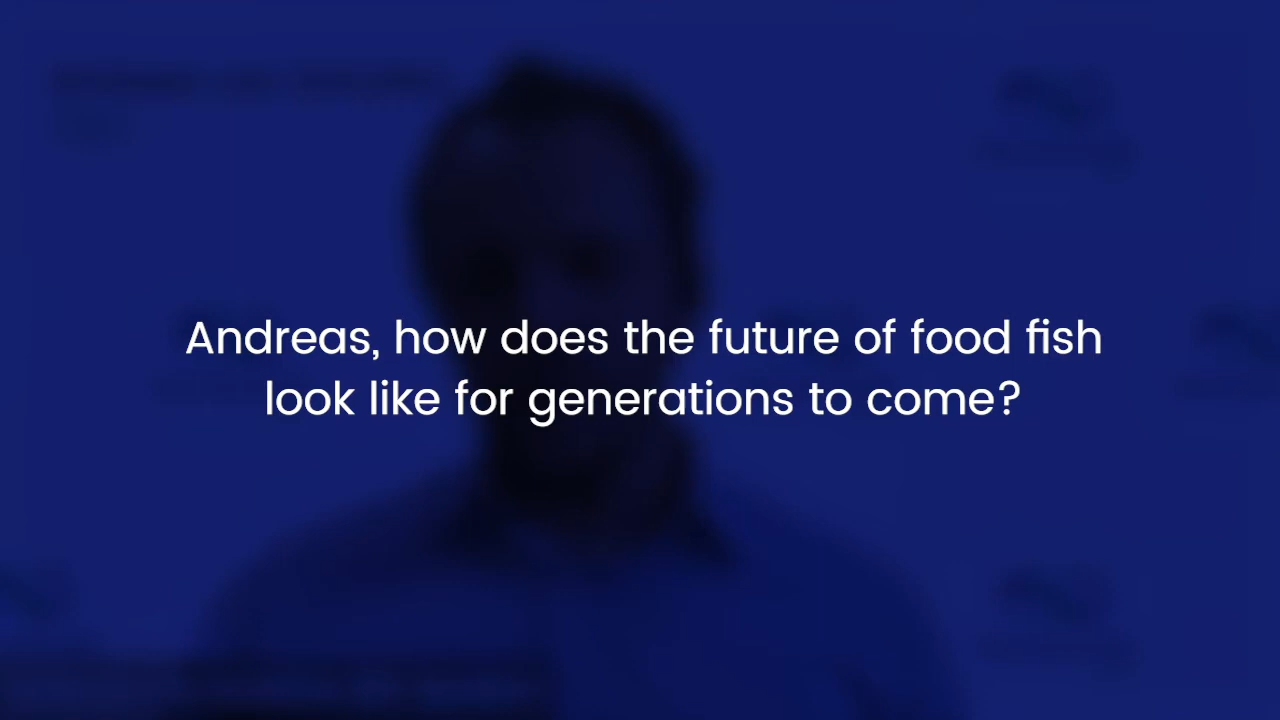 Andreas, how does the future of food fish
look like for generations to come?